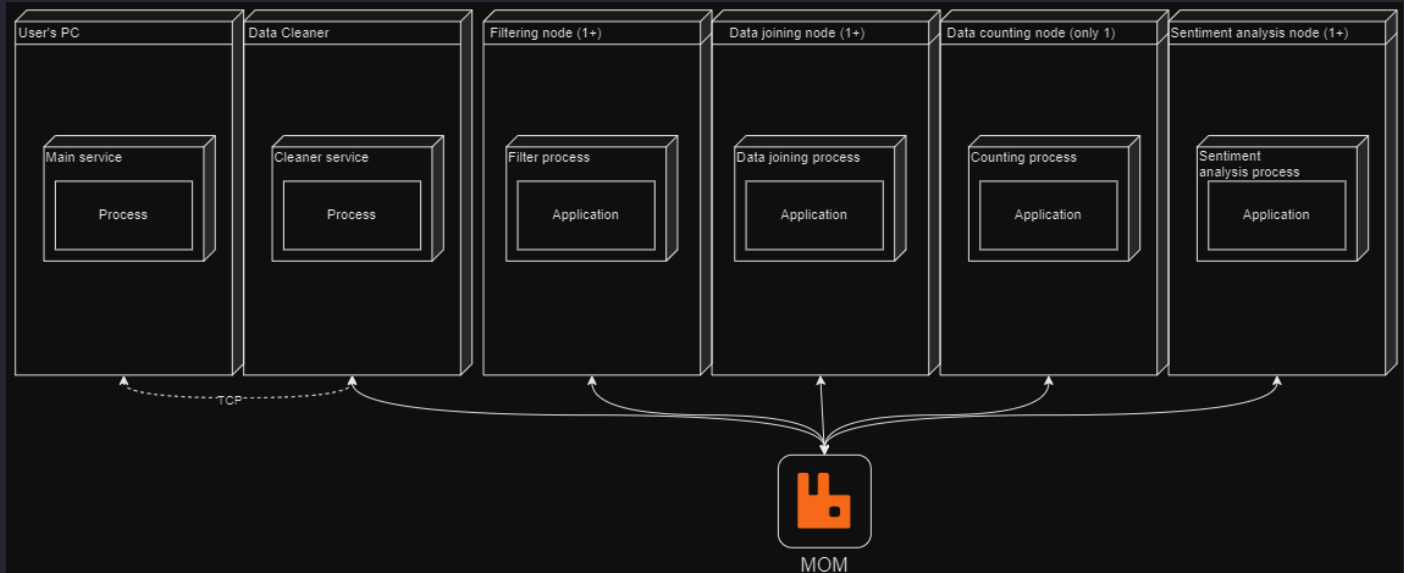 User's PC
Data Cleaner
Filtering node (1+)
Data joining node (1+)
Data counting node (only 1)
Sentiment analysis node (1+)
Main service
Process
Cleaner service
Process
Filter process
Application
Data joining process
Application
Counting process
Application
Sentiment
analysis process
Application
TCP
MOM